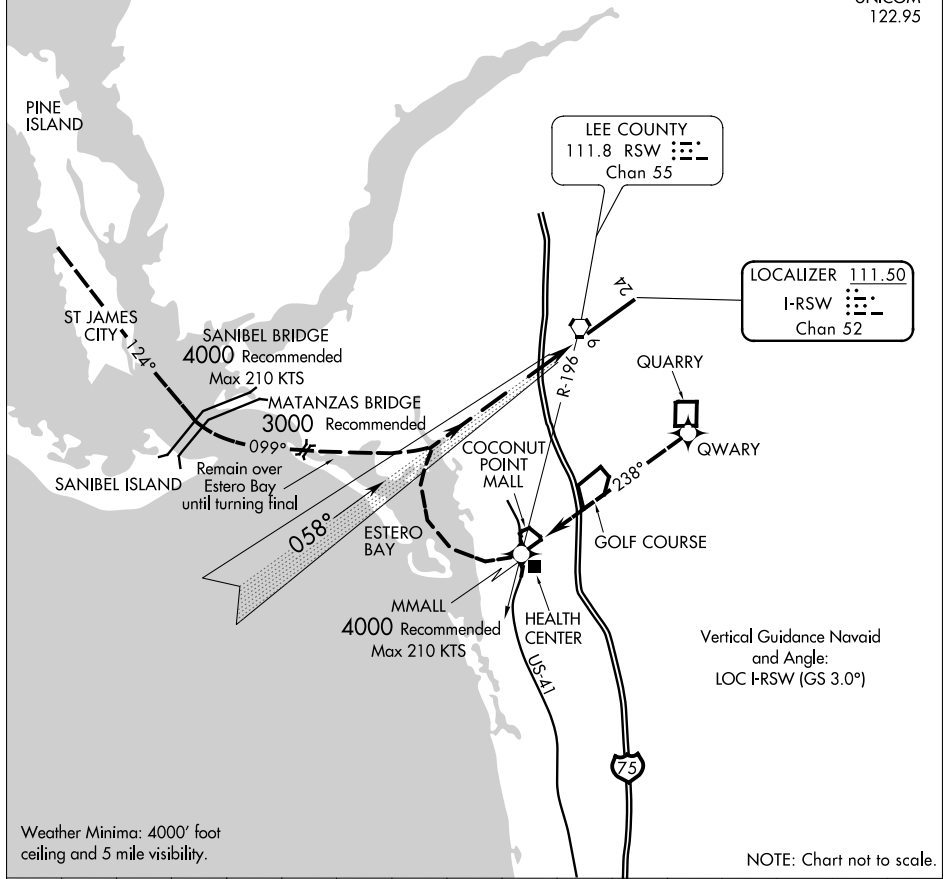 122.95
PINE
ISLAND
LEE COUNTY
111.8 RSW
Chan 55
24
LOCALIZER 111.50
I-RSW
Chan 52
ST JAMES
CITY
124°
SANIBEL BRIDGE
4000 Recommended
Max 210 KTS
6
R-196
QUARRY
MATANZAS BRIDGE
3000 Recommended
099°
COCONUT
POINT
MALL
QWARY
SANIBEL ISLAND
Remain over
Estero Bay
until turning final
238°
058°
ESTERO
BAY
GOLF COURSE
MMALL
4000 Recommended
Max 210 KTS
HEALTH
CENTER
US-41
Vertical Guidance Navaid
and Angle:
LOC I-RSW (GS 3.0°)
75
Weather Minima: 4000' foot
ceiling and 5 mile visibility.
NOTE: Chart not to scale.